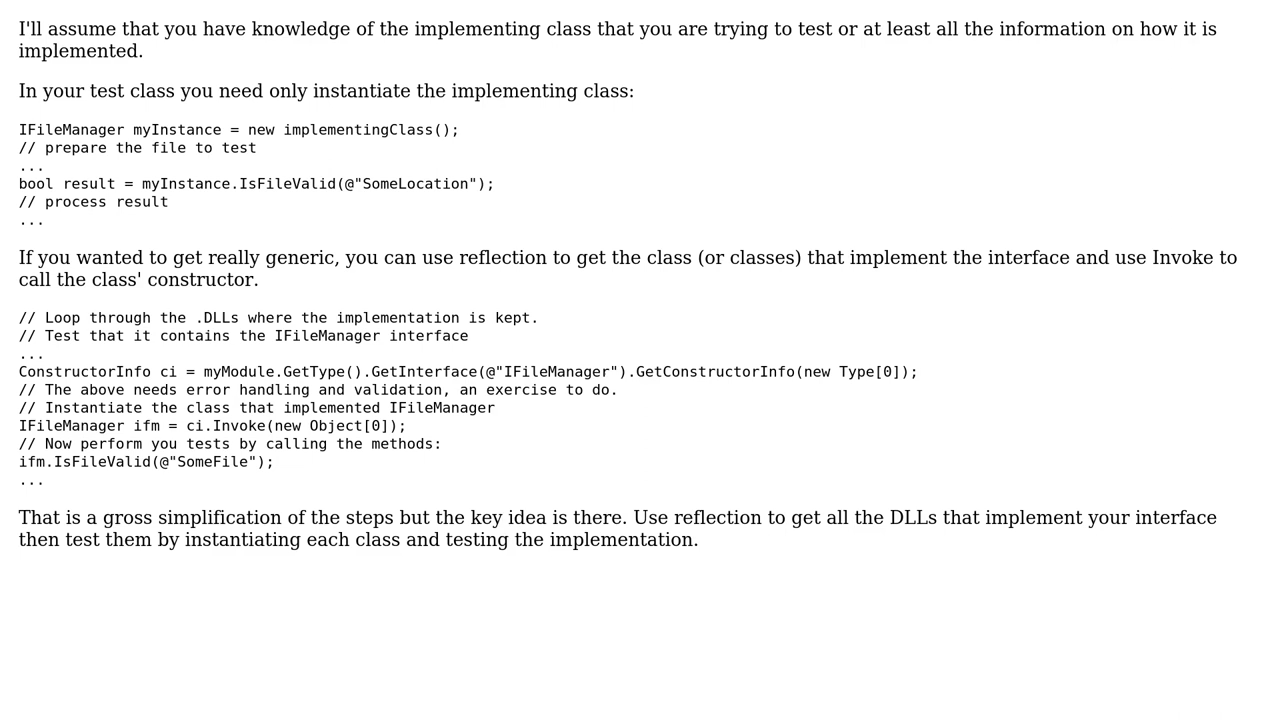 I'll assume that you have knowledge of the implementing class that you are trying to test or at least all the information on how it is
implemented.
In your test class you need only instantiate the implementing class:
IFileManager myInstance = new implementingClass();
// prepare the file to test
...
bool result = myInstance.IsFileValid(@"SomeLocation");
// process result
...
If you wanted to get really generic, you can use reflection to get the class (or classes) that implement the interface and use Invoke to
call the class' constructor.
// Loop through the .DLLs where the implementation is kept.
// Test that it contains the IFileManager interface
...
ConstructorInfo ci = myModule.GetType().GetInterface(@"IFileManager").GetConstructorInfo(new Type[0]);
// The above needs error handling and validation, an exercise to do.
// Instantiate the class that implemented IFileManager
IFileManager ifm = ci.Invoke(new Object[0]);
// Now perform you tests by calling the methods:
ifm.IsFileValid(@"SomeFile");
...
That is a gross simplification of the steps but the key idea is there. Use reflection to get all the DLLs that implement your interface
then test them by instantiating each class and testing the implementation.